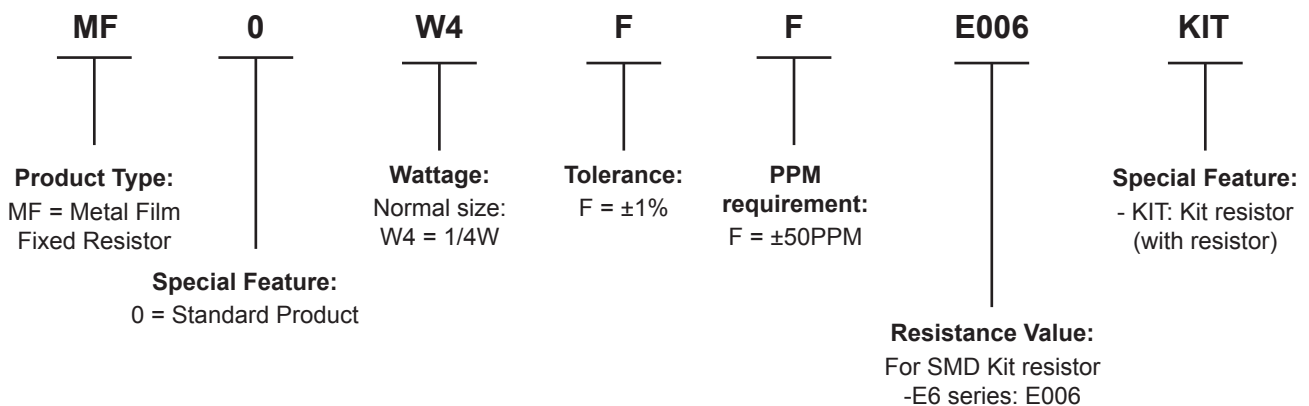 MF 0 W4 F F E006 KIT
Product Type:
MF = Metal Film
Fixed Resistor
Special Feature:
0 = Standard Product
Wattage:
Normal size:
W4 = 1/4W
Tolerance:
F = ±1%
PPM
requirement:
F = ±50PPM
Resistance Value:
For SMD Kit resistor
-E6 series: E006
Special Feature:
- KIT: Kit resistor
(with resistor)